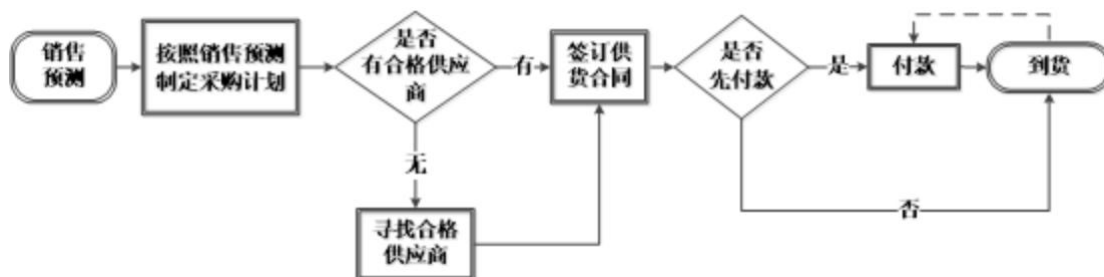 销售
预测
按照销售预测
制定采购计划
是否
有合格供应
商
有
签订供
货合同
是否
先付款
是
付款
到货
无
寻找合格
供应商
否